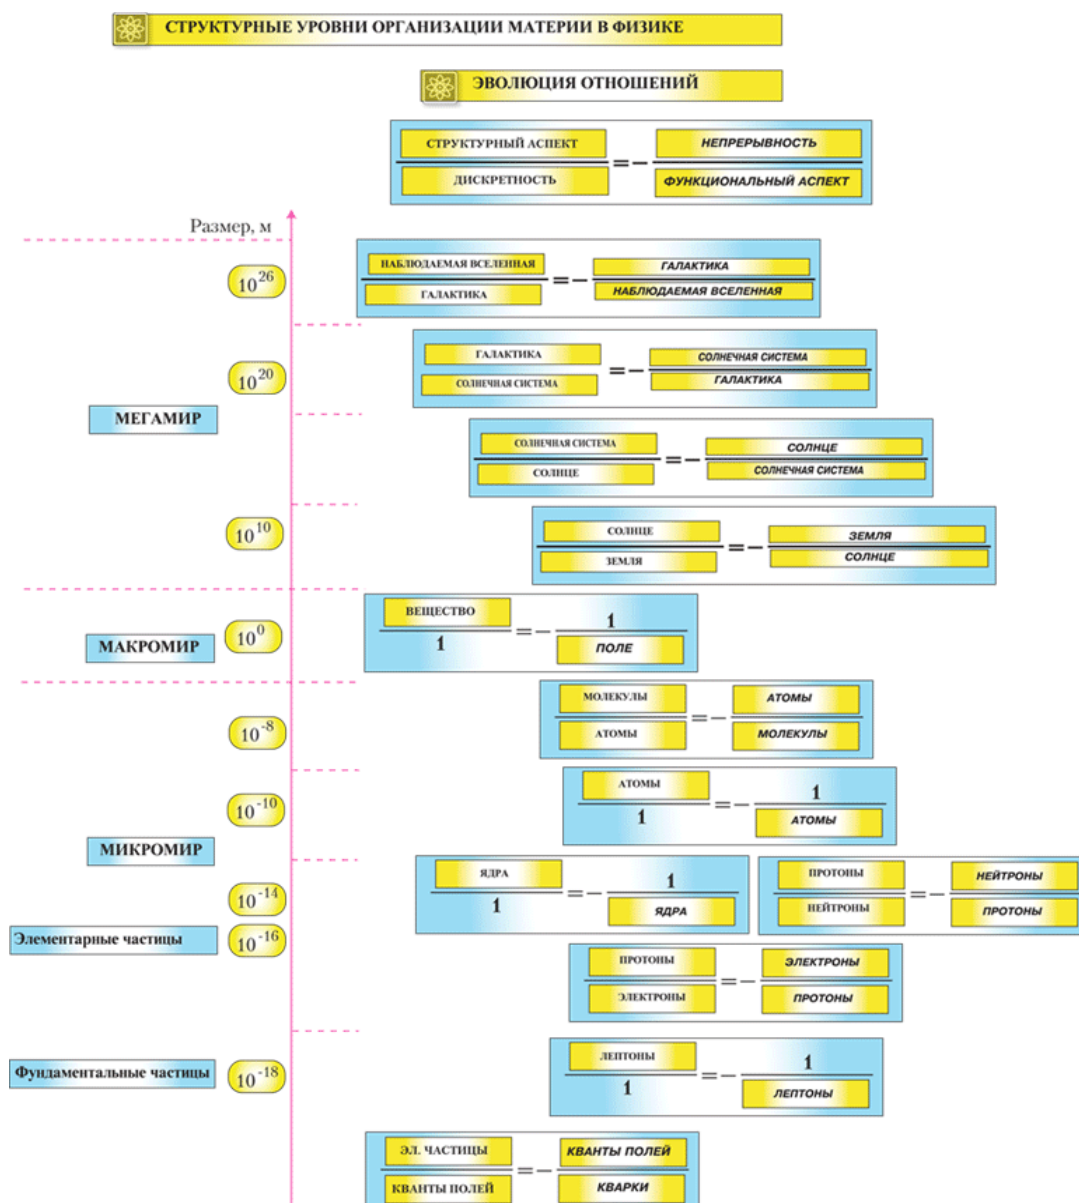 СТРУКТУРНЫЕ УРОВНИ ОРГАНИЗАЦИИ МАТЕРИИ В ФИЗИКЕ
ЭВОЛЮЦИЯ ОТНОШЕНИЙ
СТРУКТУРНЫЙ АСПЕКТ
ДИСКРЕТНОСТЬ
=-
НЕПРЕРЫВНОСТЬ
ФУНКЦИОНАЛЬНЫЙ АСПЕКТ
Размер, м
10^26
НАБЛЮДАЕМАЯ ВСЕЛЕННАЯ
ГАЛАКТИКА
=-
ГАЛАКТИКА
НАБЛЮДАЕМАЯ ВСЕЛЕННАЯ
10^20
ГАЛАКТИКА
СОЛНЕЧНАЯ СИСТЕМА
=-
СОЛНЕЧНАЯ СИСТЕМА
ГАЛАКТИКА
МЕГАМИР
СОЛНЕЧНАЯ СИСТЕМА
СОЛНЦЕ
=-
СОЛНЦЕ
СОЛНЕЧНАЯ СИСТЕМА
10^10
СОЛНЦЕ
ЗЕМЛЯ
=-
ЗЕМЛЯ
СОЛНЦЕ
МАКРОМИР
10^0
ВЕЩЕСТВО
1
=-
1
ПОЛЕ
10^-8
МОЛЕКУЛЫ
АТОМЫ
=-
АТОМЫ
МОЛЕКУЛЫ
10^-10
АТОМЫ
1
=-
1
АТОМЫ
МИКРОМИР
10^-14
ЯДРА
1
=-
1
ЯДРА
ПРОТОНЫ
НЕЙТРОНЫ
=-
НЕЙТРОНЫ
ПРОТОНЫ
Элементарные частицы
10^-16
ПРОТОНЫ
ЭЛЕКТРОНЫ
=-
ЭЛЕКТРОНЫ
ПРОТОНЫ
Фундаментальные частицы
10^-18
ЛЕПТОНЫ
1
=-
1
ЛЕПТОНЫ
ЭЛ. ЧАСТИЦЫ
КВАНТЫ ПОЛЕЙ
=-
КВАНТЫ ПОЛЕЙ
КВАРКИ